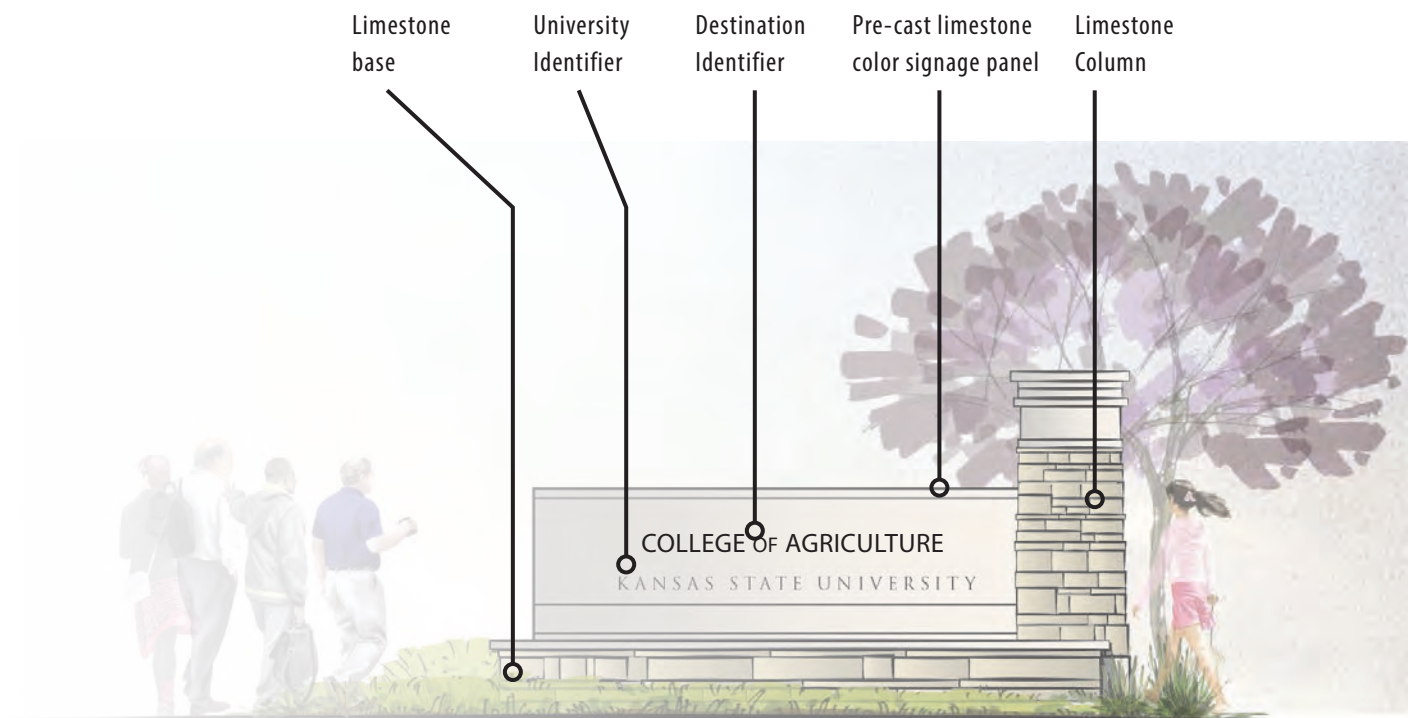 Limestone
base
University
Identifier
Destination
Identifier
Pre-cast limestone
color signage panel
Limestone
Column
COLLEGE OF AGRICULTURE
KANSAS STATE UNIVERSITY